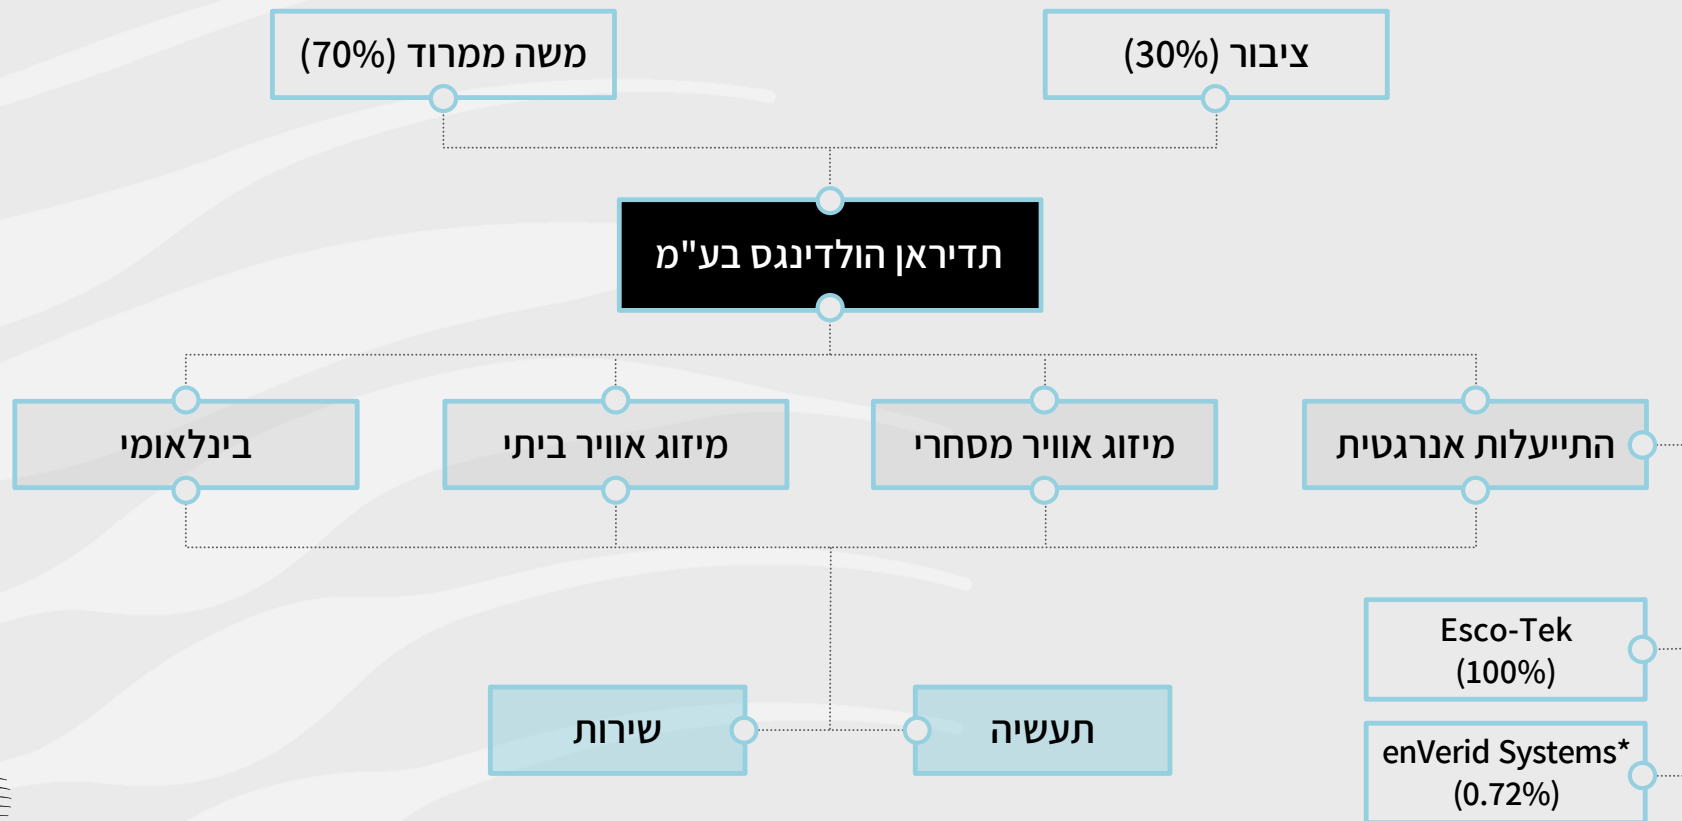 ציבור (30%)
משה ממרוד (70%)
תדיראן הולדינגס בע"מ
התייעלות אנרגטית
מיזוג אוויר מסחרי
מיזוג אוויר ביתי
בינלאומי
Esco-Tek
(100%)
תעשיה
שירות
enVerid Systems*
(0.72%)